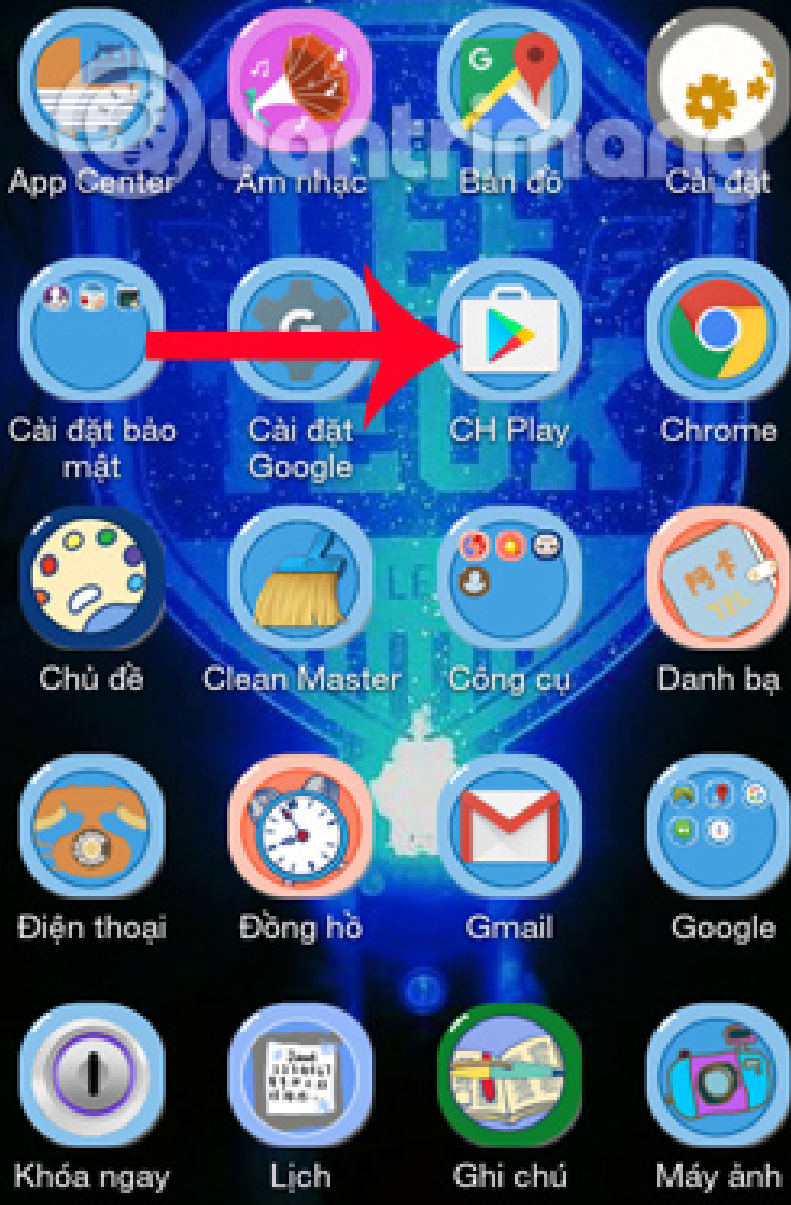 Quantrimang
App Center
Âm nhạc
Bản đồ
Cài đặt
Cài đặt bảo
mật
Cài đặt
Google
CH Play
Chrome
Chủ đề
Clean Master
Công cụ
Danh bạ
Điện thoại
Đồng hồ
Gmail
Google
Khóa ngay
Lịch
Ghi chú
Máy ảnh